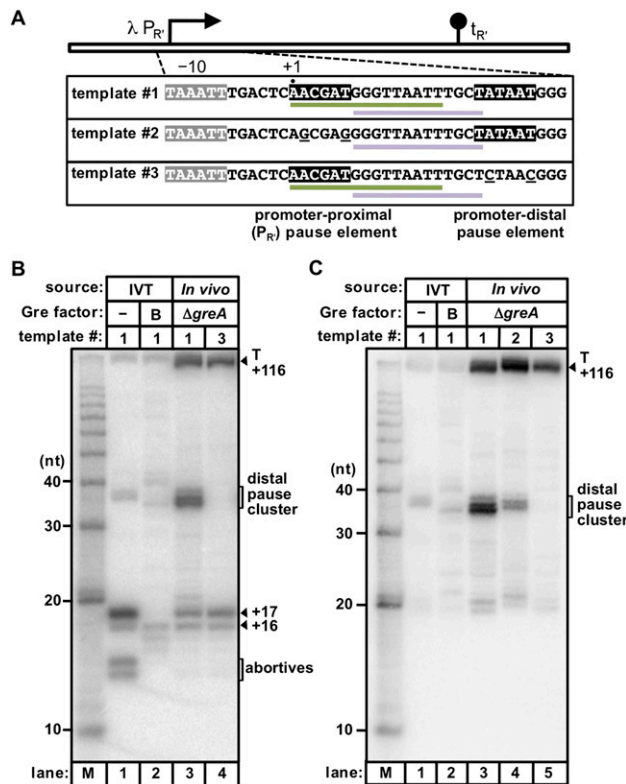 A
λ PR' tR'
−10 +1
template #1 TAAATTTGACTCAACGATGGGTTAATTTGCTATAATGGG
template #2 TAAATTTGACTCAGCGAGGGGTTAATTTGCTATAATGGG
template #3 TAAATTTGACTCAACGATGGGTTAATTTGCTCTAACGGG
promoter-proximal promoter-distal
(PR') pause element pause element
B
source: IVT In vivo
Gre factor: − B ΔgreA
template #: 1 1 1 3
T
+116
(nt)
40
distal
pause
cluster
30
20
+17
+16
abortives
10
lane: M 1 2 3 4
C
source: IVT In vivo
Gre factor: − B ΔgreA
template #: 1 1 1 2 3
T
+116
(nt)
40
distal
pause
cluster
30
20
10
lane: M 1 2 3 4 5